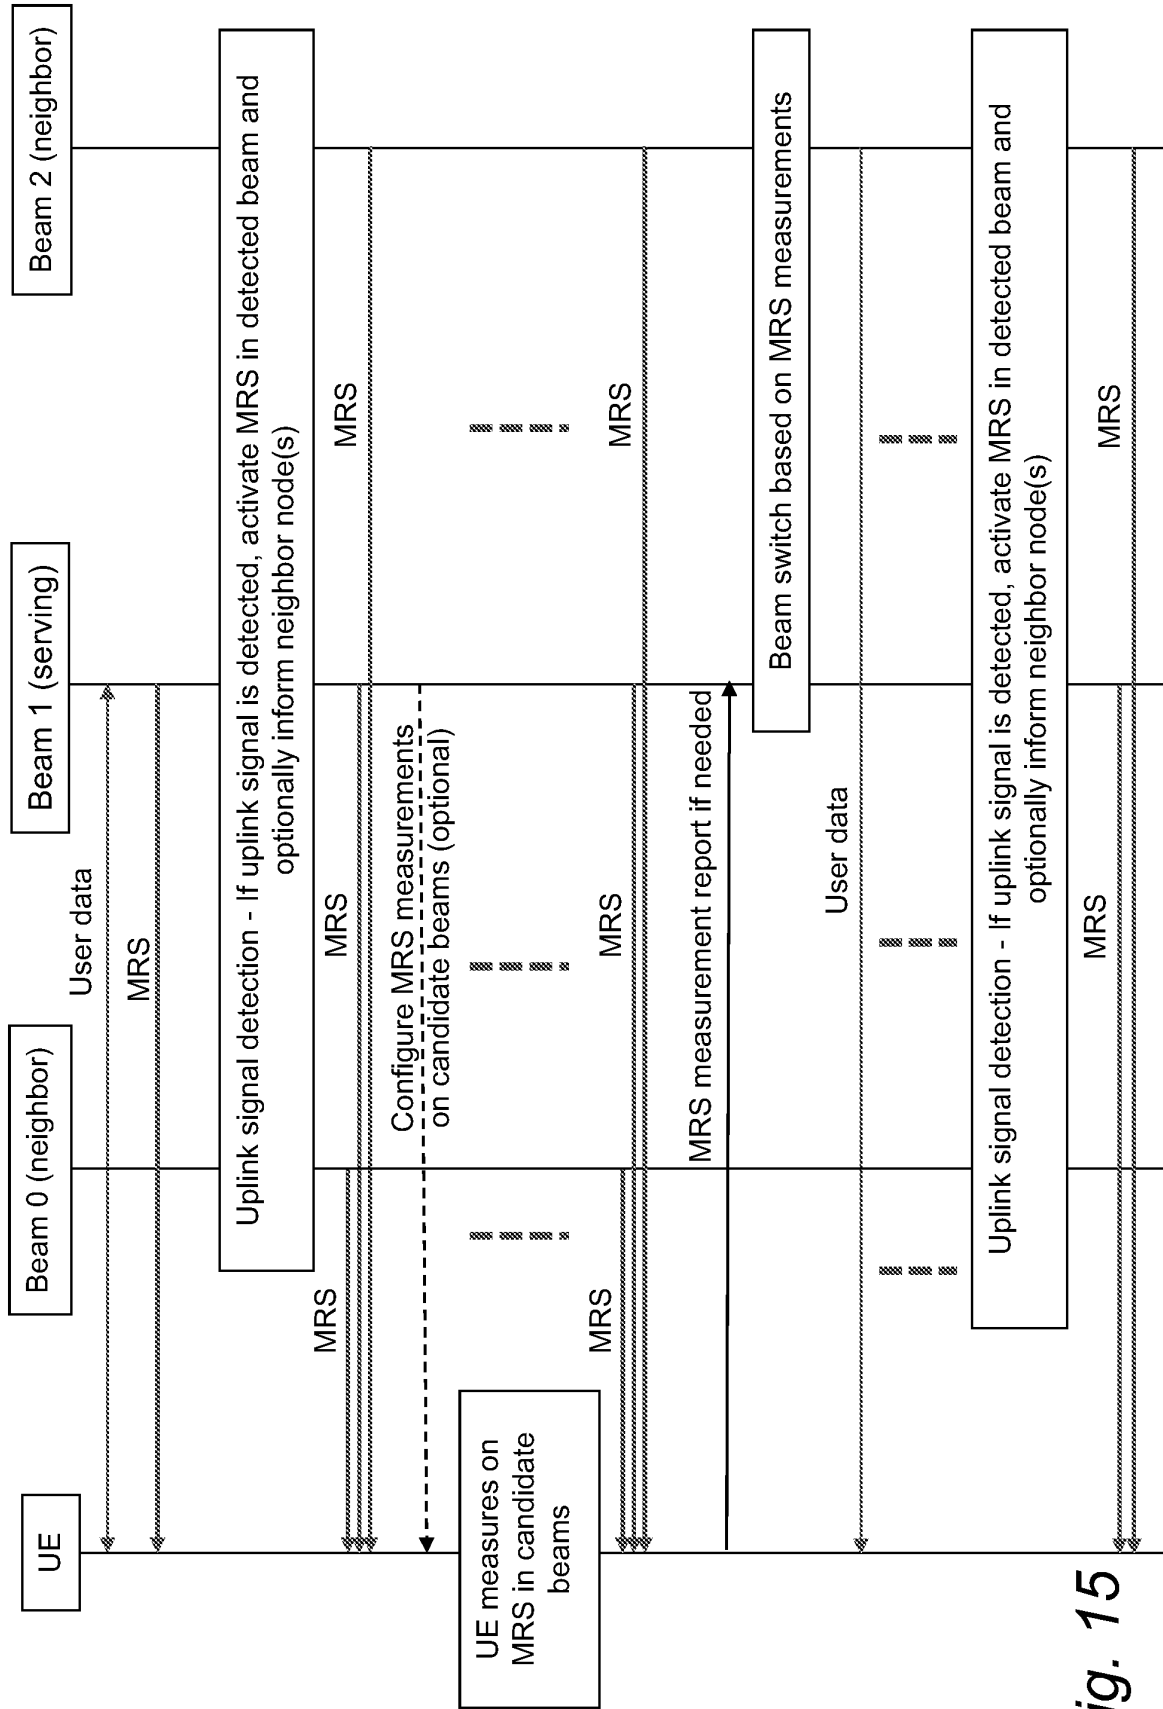 UE
Beam 0 (neighbor)
Beam 1 (serving)
Beam 2 (neighbor)
User data
MRS
Uplink signal detection - If uplink signal is detected, activate MRS in detected beam and
optionally inform neighbor node(s)
MRS
MRS
MRS
Configure MRS measurements
on candidate beams (optional)
UE measures on
MRS in candidate
beams
MRS
MRS
MRS
MRS measurement report if needed
Beam switch based on MRS measurements
User data
Uplink signal detection - If uplink signal is detected, activate MRS in detected beam and
optionally inform neighbor node(s)
MRS
MRS
ig. 15